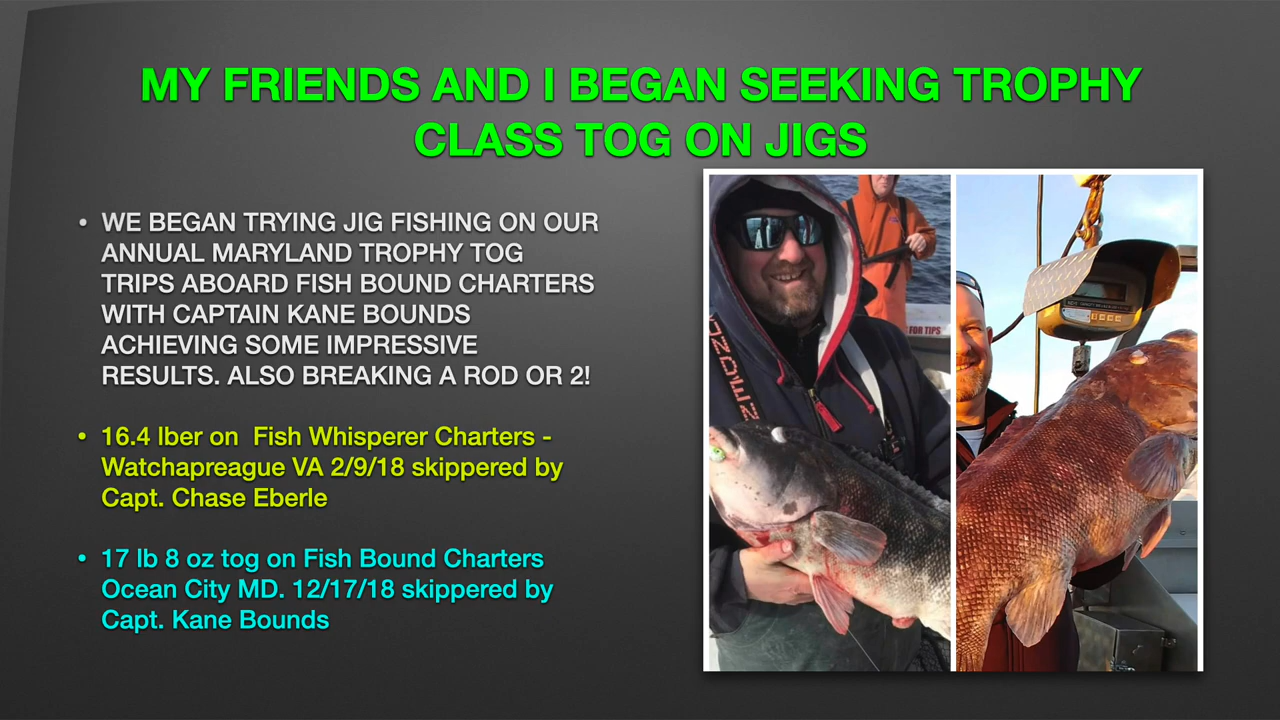 MY FRIENDS AND I BEGAN SEEKING TROPHY
CLASS TOG ON JIGS
• WE BEGAN TRYING JIG FISHING ON OUR
ANNUAL MARYLAND TROPHY TOG
TRIPS ABOARD FISH BOUND CHARTERS
WITH CAPTAIN KANE BOUNDS
ACHIEVING SOME IMPRESSIVE
RESULTS. ALSO BREAKING A ROD OR 2!
• 16.4 lber on  Fish Whisperer Charters -
Watchapreague VA 2/9/18 skippered by
Capt. Chase Eberle
• 17 lb 8 oz tog on Fish Bound Charters
Ocean City MD. 12/17/18 skippered by
Capt. Kane Bounds
FOR TIPS